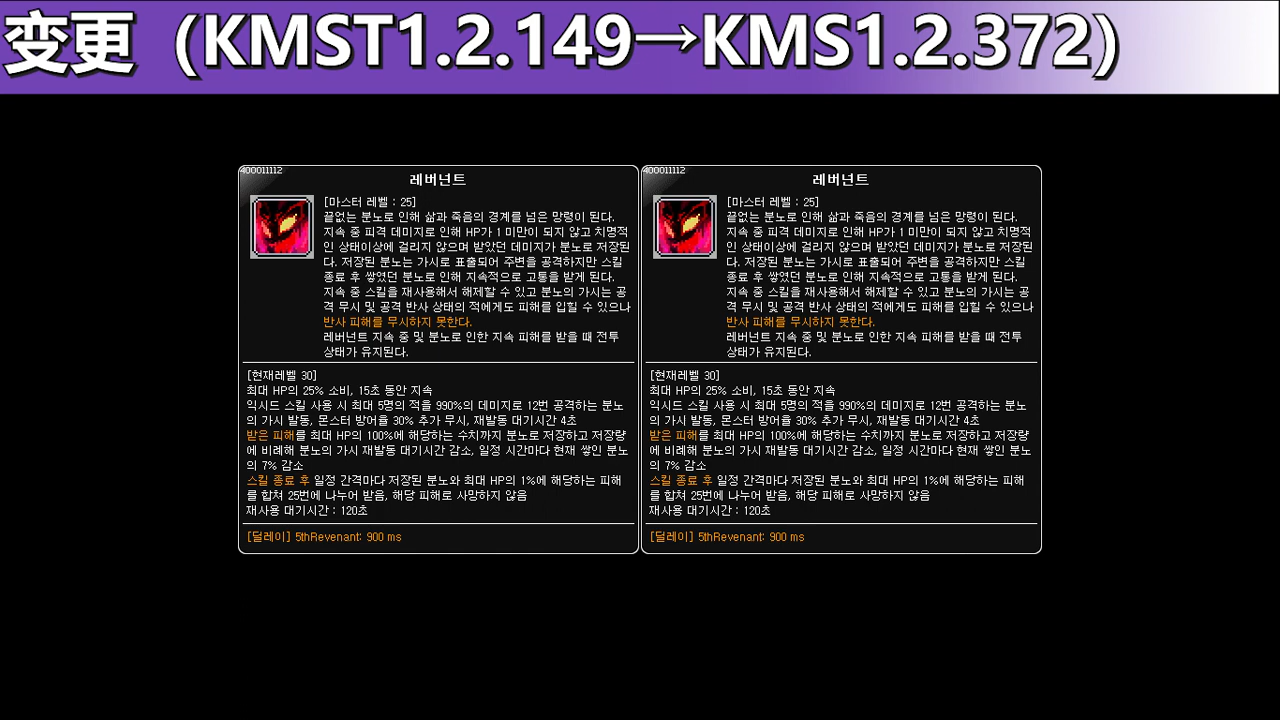 变更（KMST1.2.149→KMS1.2.372)
400011112
레버넌트
[마스터 레벨 : 25]
끝없는 분노로 인해 삶과 죽음의 경계를 넘은 망령이 된다.
지속 중 피격 데미지로 인해 HP가 1 미만이 되지 않고 치명적
인 상태이상에 걸리지 않으며 받았던 데미지가 분노로 저장된
다. 저장된 분노는 가시로 표출되어 주변을 공격하지만 스킬
종료 후 쌓였던 분노로 인해 지속적으로 고통을 받게 된다.
지속 중 스킬을 재사용해서 해제할 수 있고 분노의 가시는 공
격 무시 및 공격 반사 상태의 적에게도 피해를 입힐 수 있으나
반사 피해를 무시하지 못한다.
레버넌트 지속 중 및 분노로 인한 지속 피해를 받을 때 전투
상태가 유지된다.
[현재레벨 30]
최대 HP의 25% 소비, 15초 동안 지속
익시드 스킬 사용 시 최대 5명의 적을 990%의 데미지로 12번 공격하는 분노
의 가시 발동, 몬스터 방어율 30% 추가 무시, 재발동 대기시간 4초
받은 피해를 최대 HP의 100%에 해당하는 수치까지 분노로 저장하고 저장량
에 비례해 분노의 가시 재발동 대기시간 감소, 일정 시간마다 현재 쌓인 분노
의 7% 감소
스킬 종료 후 일정 간격마다 저장된 분노와 최대 HP의 1%에 해당하는 피해
를 합쳐 25번에 나누어 받음, 해당 피해로 사망하지 않음
재사용 대기시간 : 120초
[딜레이] 5thRevenant: 900 ms
400011112
레버넌트
[마스터 레벨 : 25]
끝없는 분노로 인해 삶과 죽음의 경계를 넘은 망령이 된다.
지속 중 피격 데미지로 인해 HP가 1 미만이 되지 않고 치명적
인 상태이상에 걸리지 않으며 받았던 데미지가 분노로 저장된
다. 저장된 분노는 가시로 표출되어 주변을 공격하지만 스킬
종료 후 쌓였던 분노로 인해 지속적으로 고통을 받게 된다.
지속 중 스킬을 재사용해서 해제할 수 있고 분노의 가시는 공
격 무시 및 공격 반사 상태의 적에게도 피해를 입힐 수 있으나
반사 피해를 무시하지 못한다.
레버넌트 지속 중 및 분노로 인한 지속 피해를 받을 때 전투
상태가 유지된다.
[현재레벨 30]
최대 HP의 25% 소비, 15초 동안 지속
익시드 스킬 사용 시 최대 5명의 적을 990%의 데미지로 12번 공격하는 분노
의 가시 발동, 몬스터 방어율 30% 추가 무시, 재발동 대기시간 4초
받은 피해를 최대 HP의 100%에 해당하는 수치까지 분노로 저장하고 저장량
에 비례해 분노의 가시 재발동 대기시간 감소, 일정 시간마다 현재 쌓인 분노
의 7% 감소
스킬 종료 후 일정 간격마다 저장된 분노와 최대 HP의 1%에 해당하는 피해
를 합쳐 25번에 나누어 받음, 해당 피해로 사망하지 않음
재사용 대기시간 : 120초
[딜레이] 5thRevenant: 900 ms